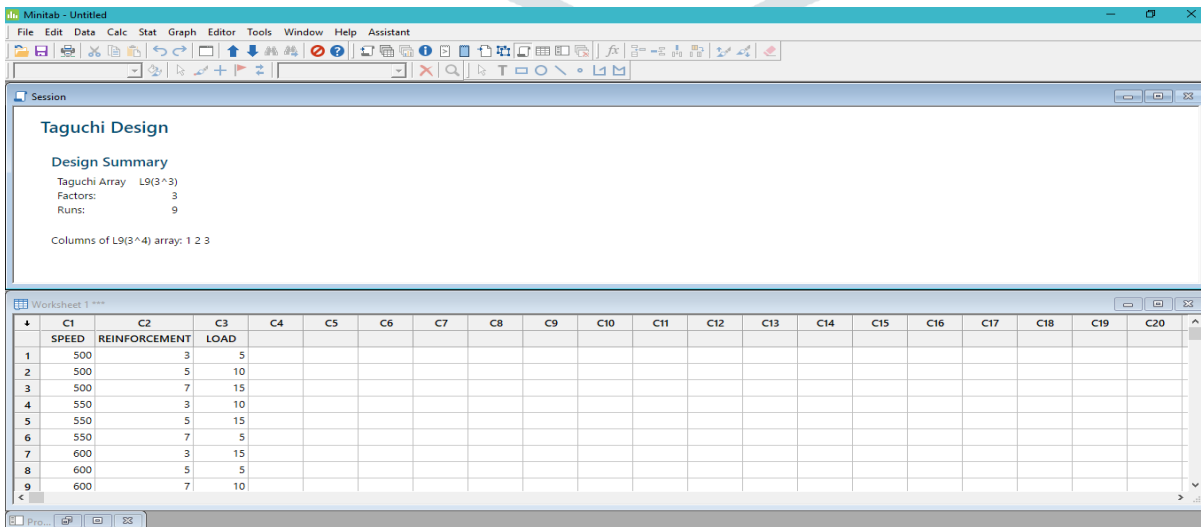 Minitab - Untitled
File Edit Data Calc Stat Graph Editor Tools Window Help Assistant
Session
Taguchi Design
Design Summary
Taguchi Array L9(3^3)
Factors: 3
Runs: 9
Columns of L9(3^4) array: 1 2 3
Worksheet 1 ***
C1 C2 C3 C4 C5 C6 C7 C8 C9 C10 C11 C12 C13 C14 C15 C16 C17 C18 C19 C20
SPEED REINFORCEMENT LOAD
1 500 3 5
2 500 5 10
3 500 7 15
4 550 3 10
5 550 5 15
6 550 7 5
7 600 3 15
8 600 5 5
9 600 7 10
Pro...